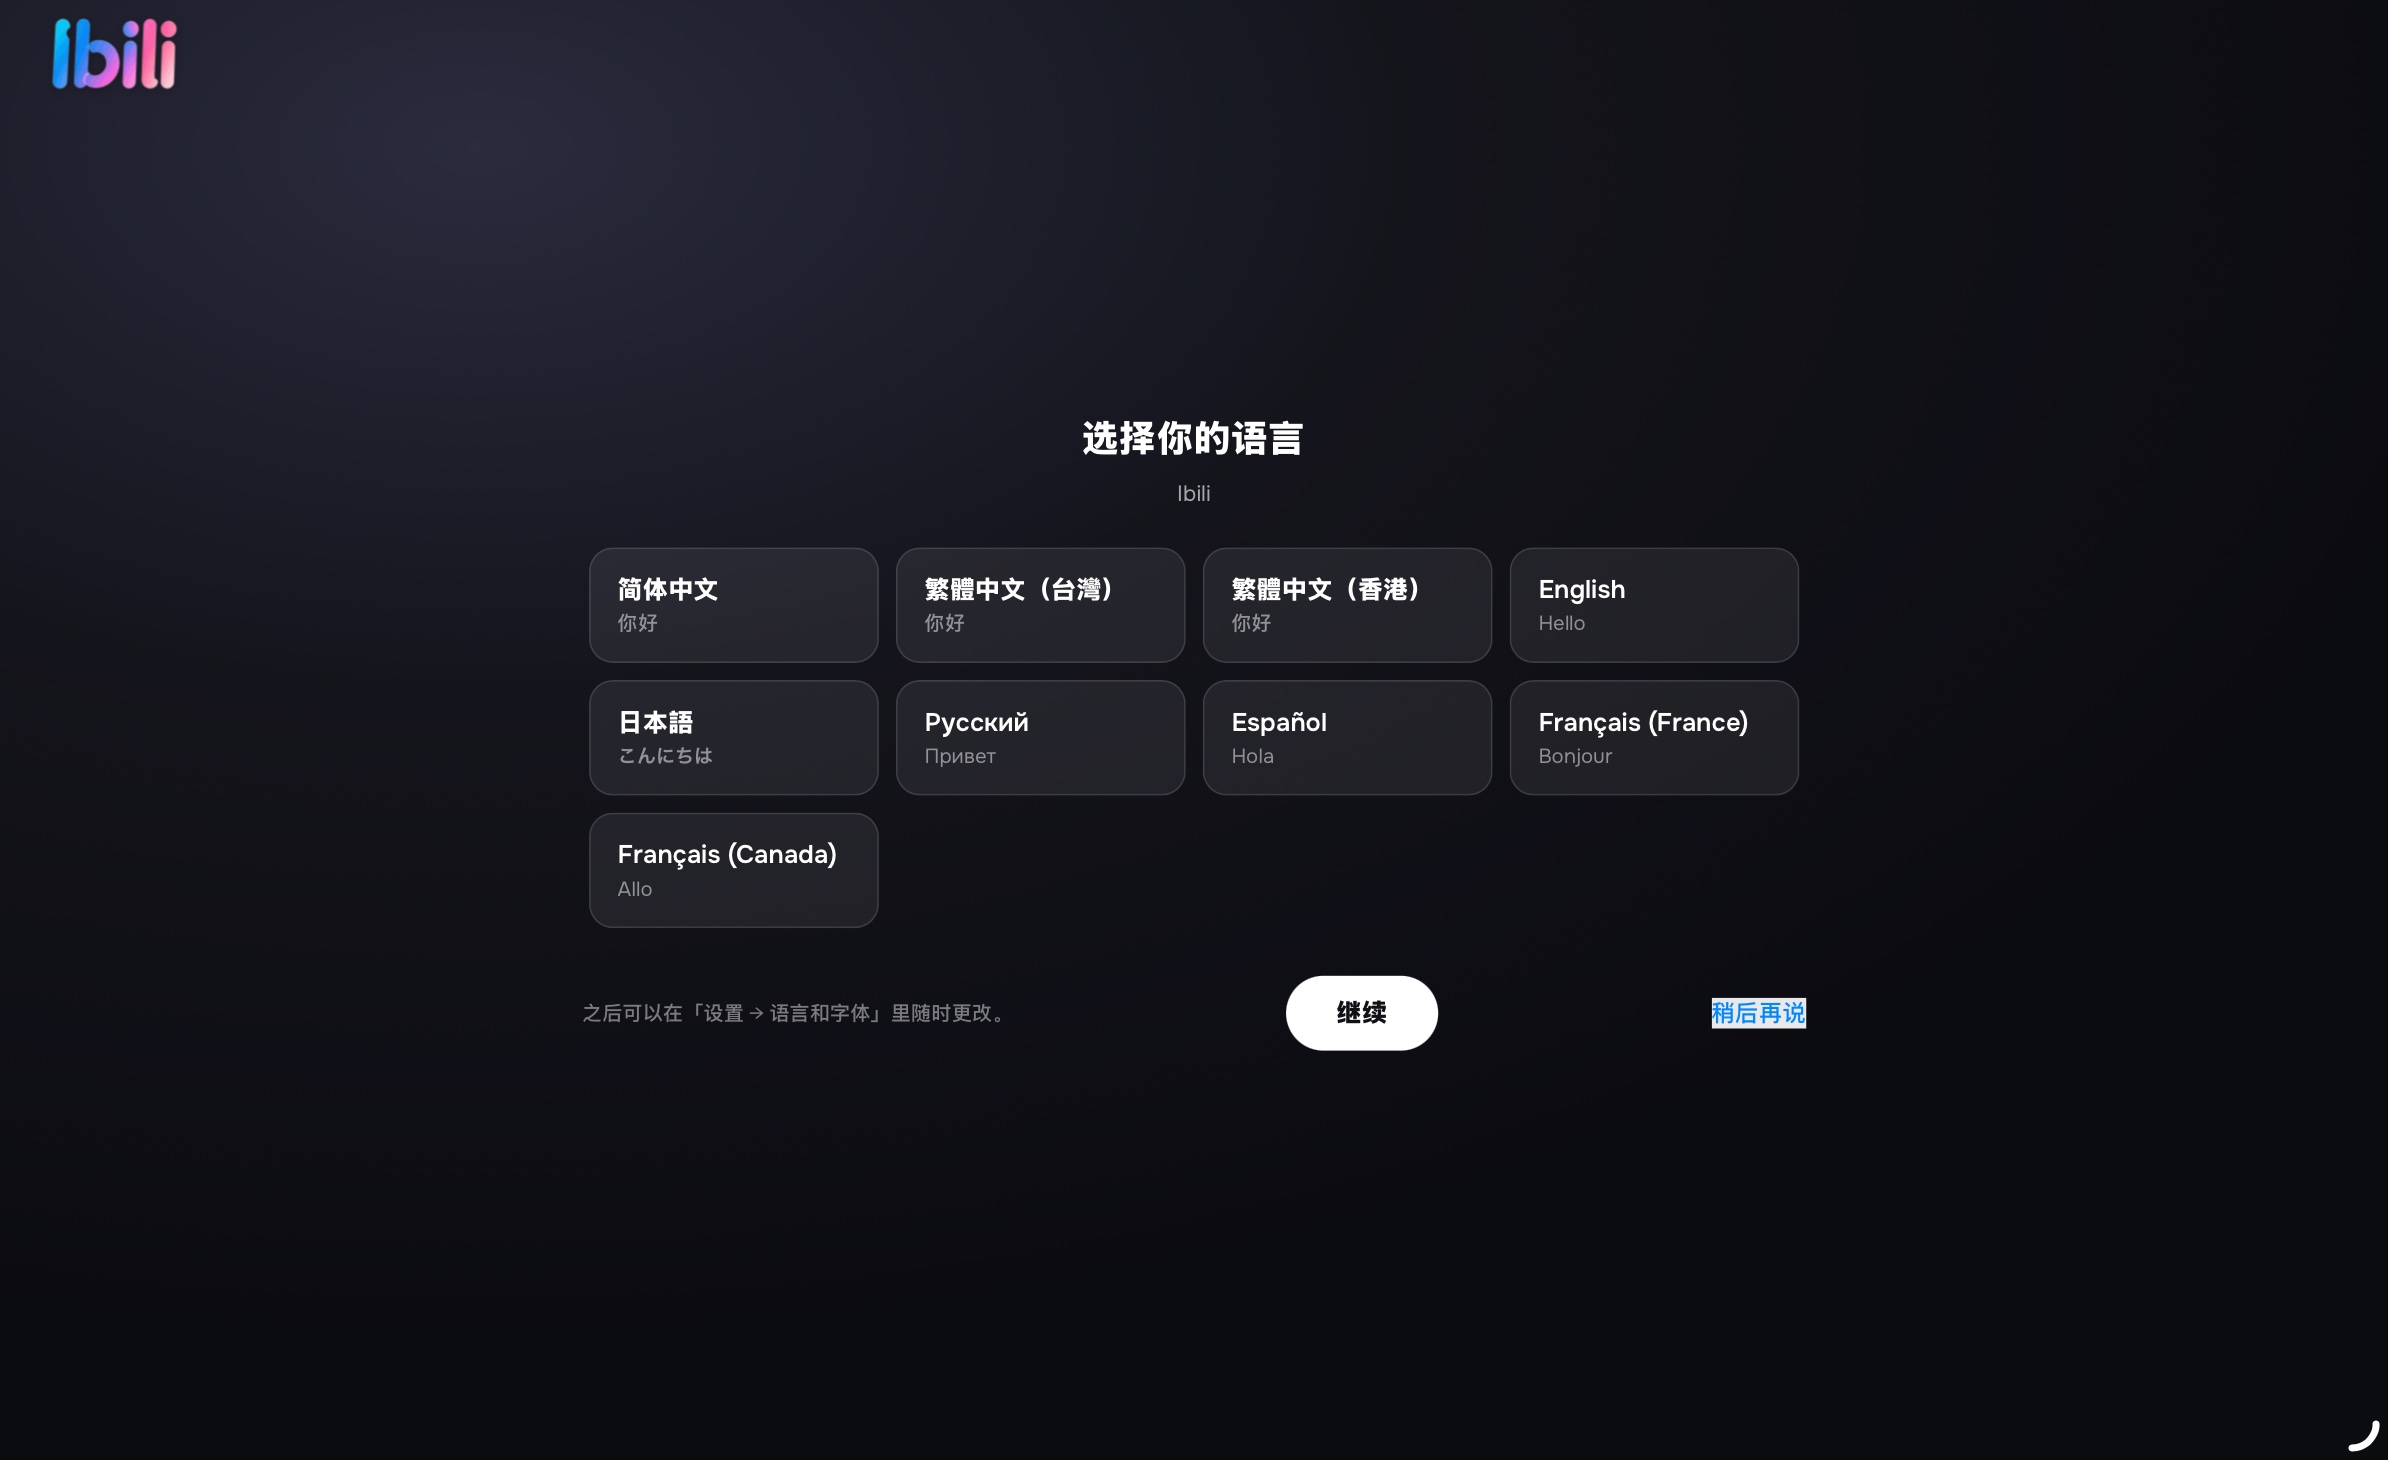 Ibili
选择你的语言
Ibili
简体中文
你好
繁體中文（台灣）
你好
繁體中文（香港）
你好
English
Hello
日本語
こんにちは
Русский
Привет
Español
Hola
Français (France)
Bonjour
Français (Canada)
Allo
之后可以在「设置 → 语言和字体」里随时更改。
继续
稍后再说